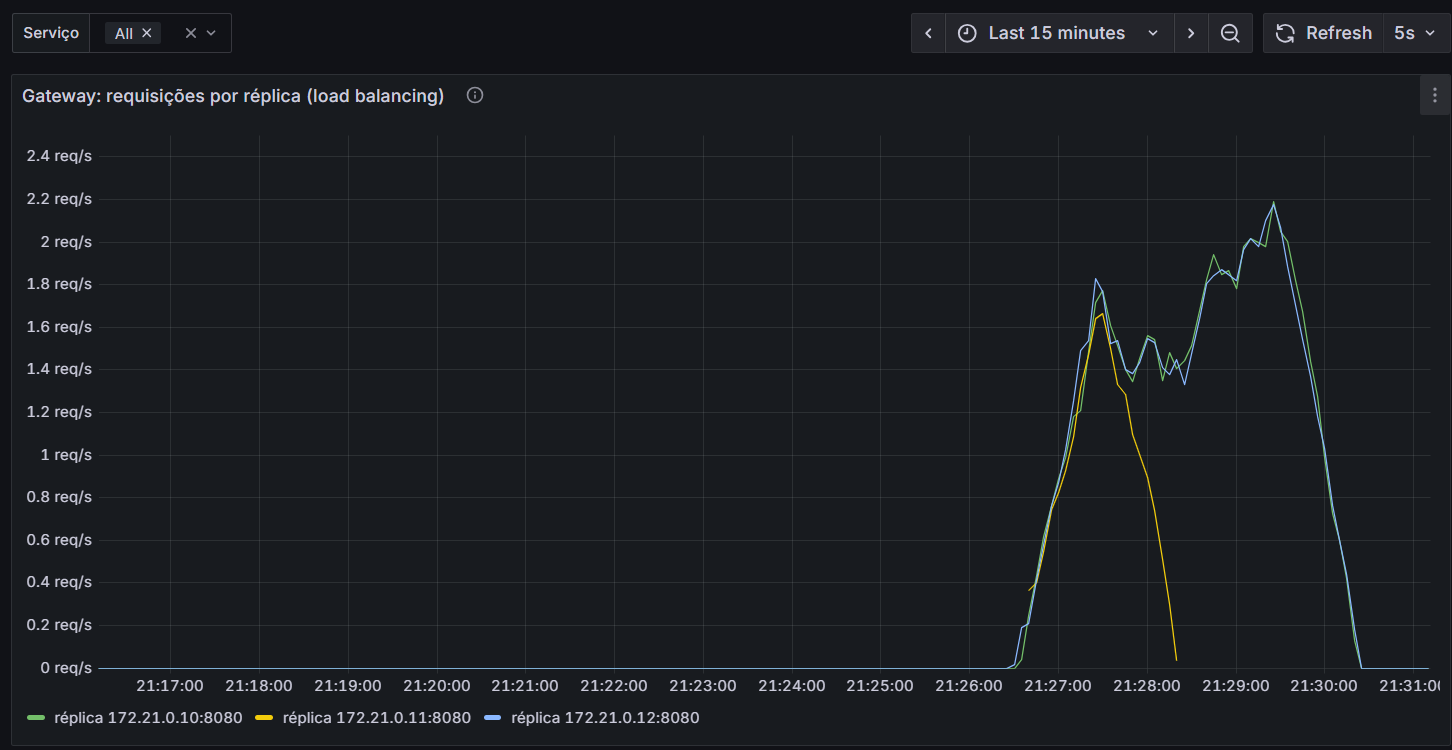 Serviço All Last 15 minutes Refresh 5s
Gateway: requisições por réplica (load balancing)
2.4 req/s
2.2 req/s
2 req/s
1.8 req/s
1.6 req/s
1.4 req/s
1.2 req/s
1 req/s
0.8 req/s
0.6 req/s
0.4 req/s
0.2 req/s
0 req/s
21:17:00 21:18:00 21:19:00 21:20:00 21:21:00 21:22:00 21:23:00 21:24:00 21:25:00 21:26:00 21:27:00 21:28:00 21:29:00 21:30:00 21:31:0
réplica 172.21.0.10:8080 réplica 172.21.0.11:8080 réplica 172.21.0.12:8080